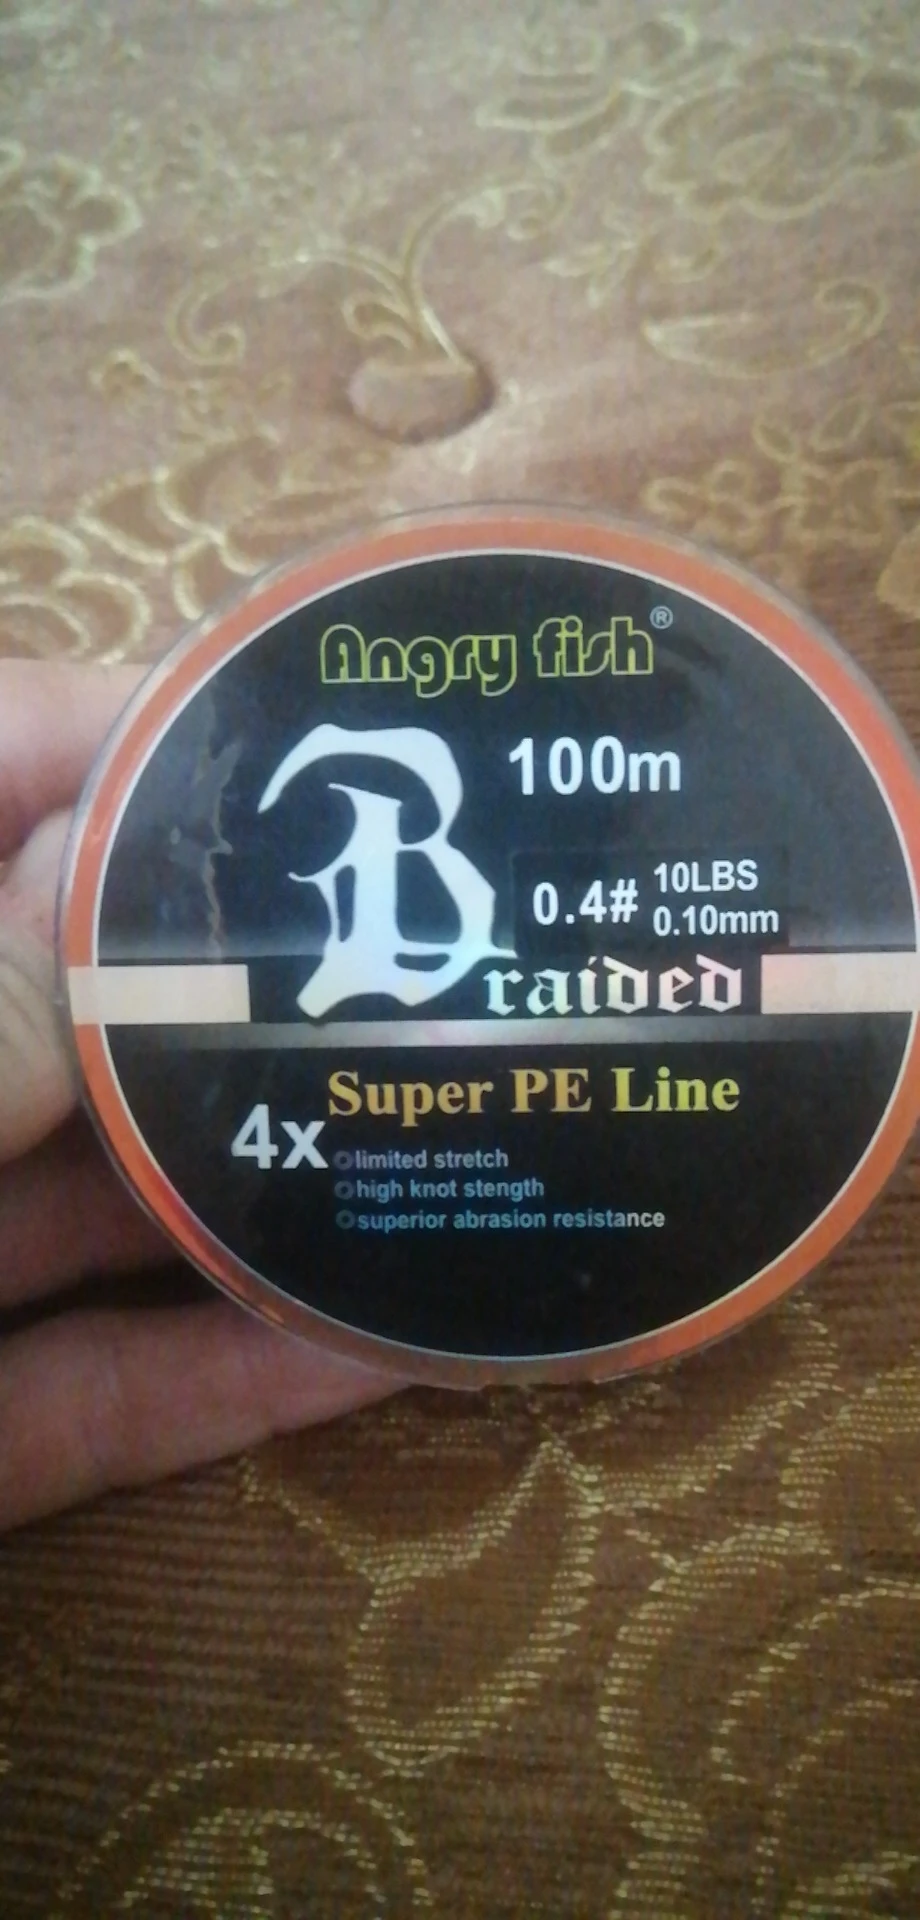 Angry fish®
100m
0.4# 10LBS
0.10mm
Braided
Super PE Line
4x
limited stretch
high knot stength
superior abrasion resistance